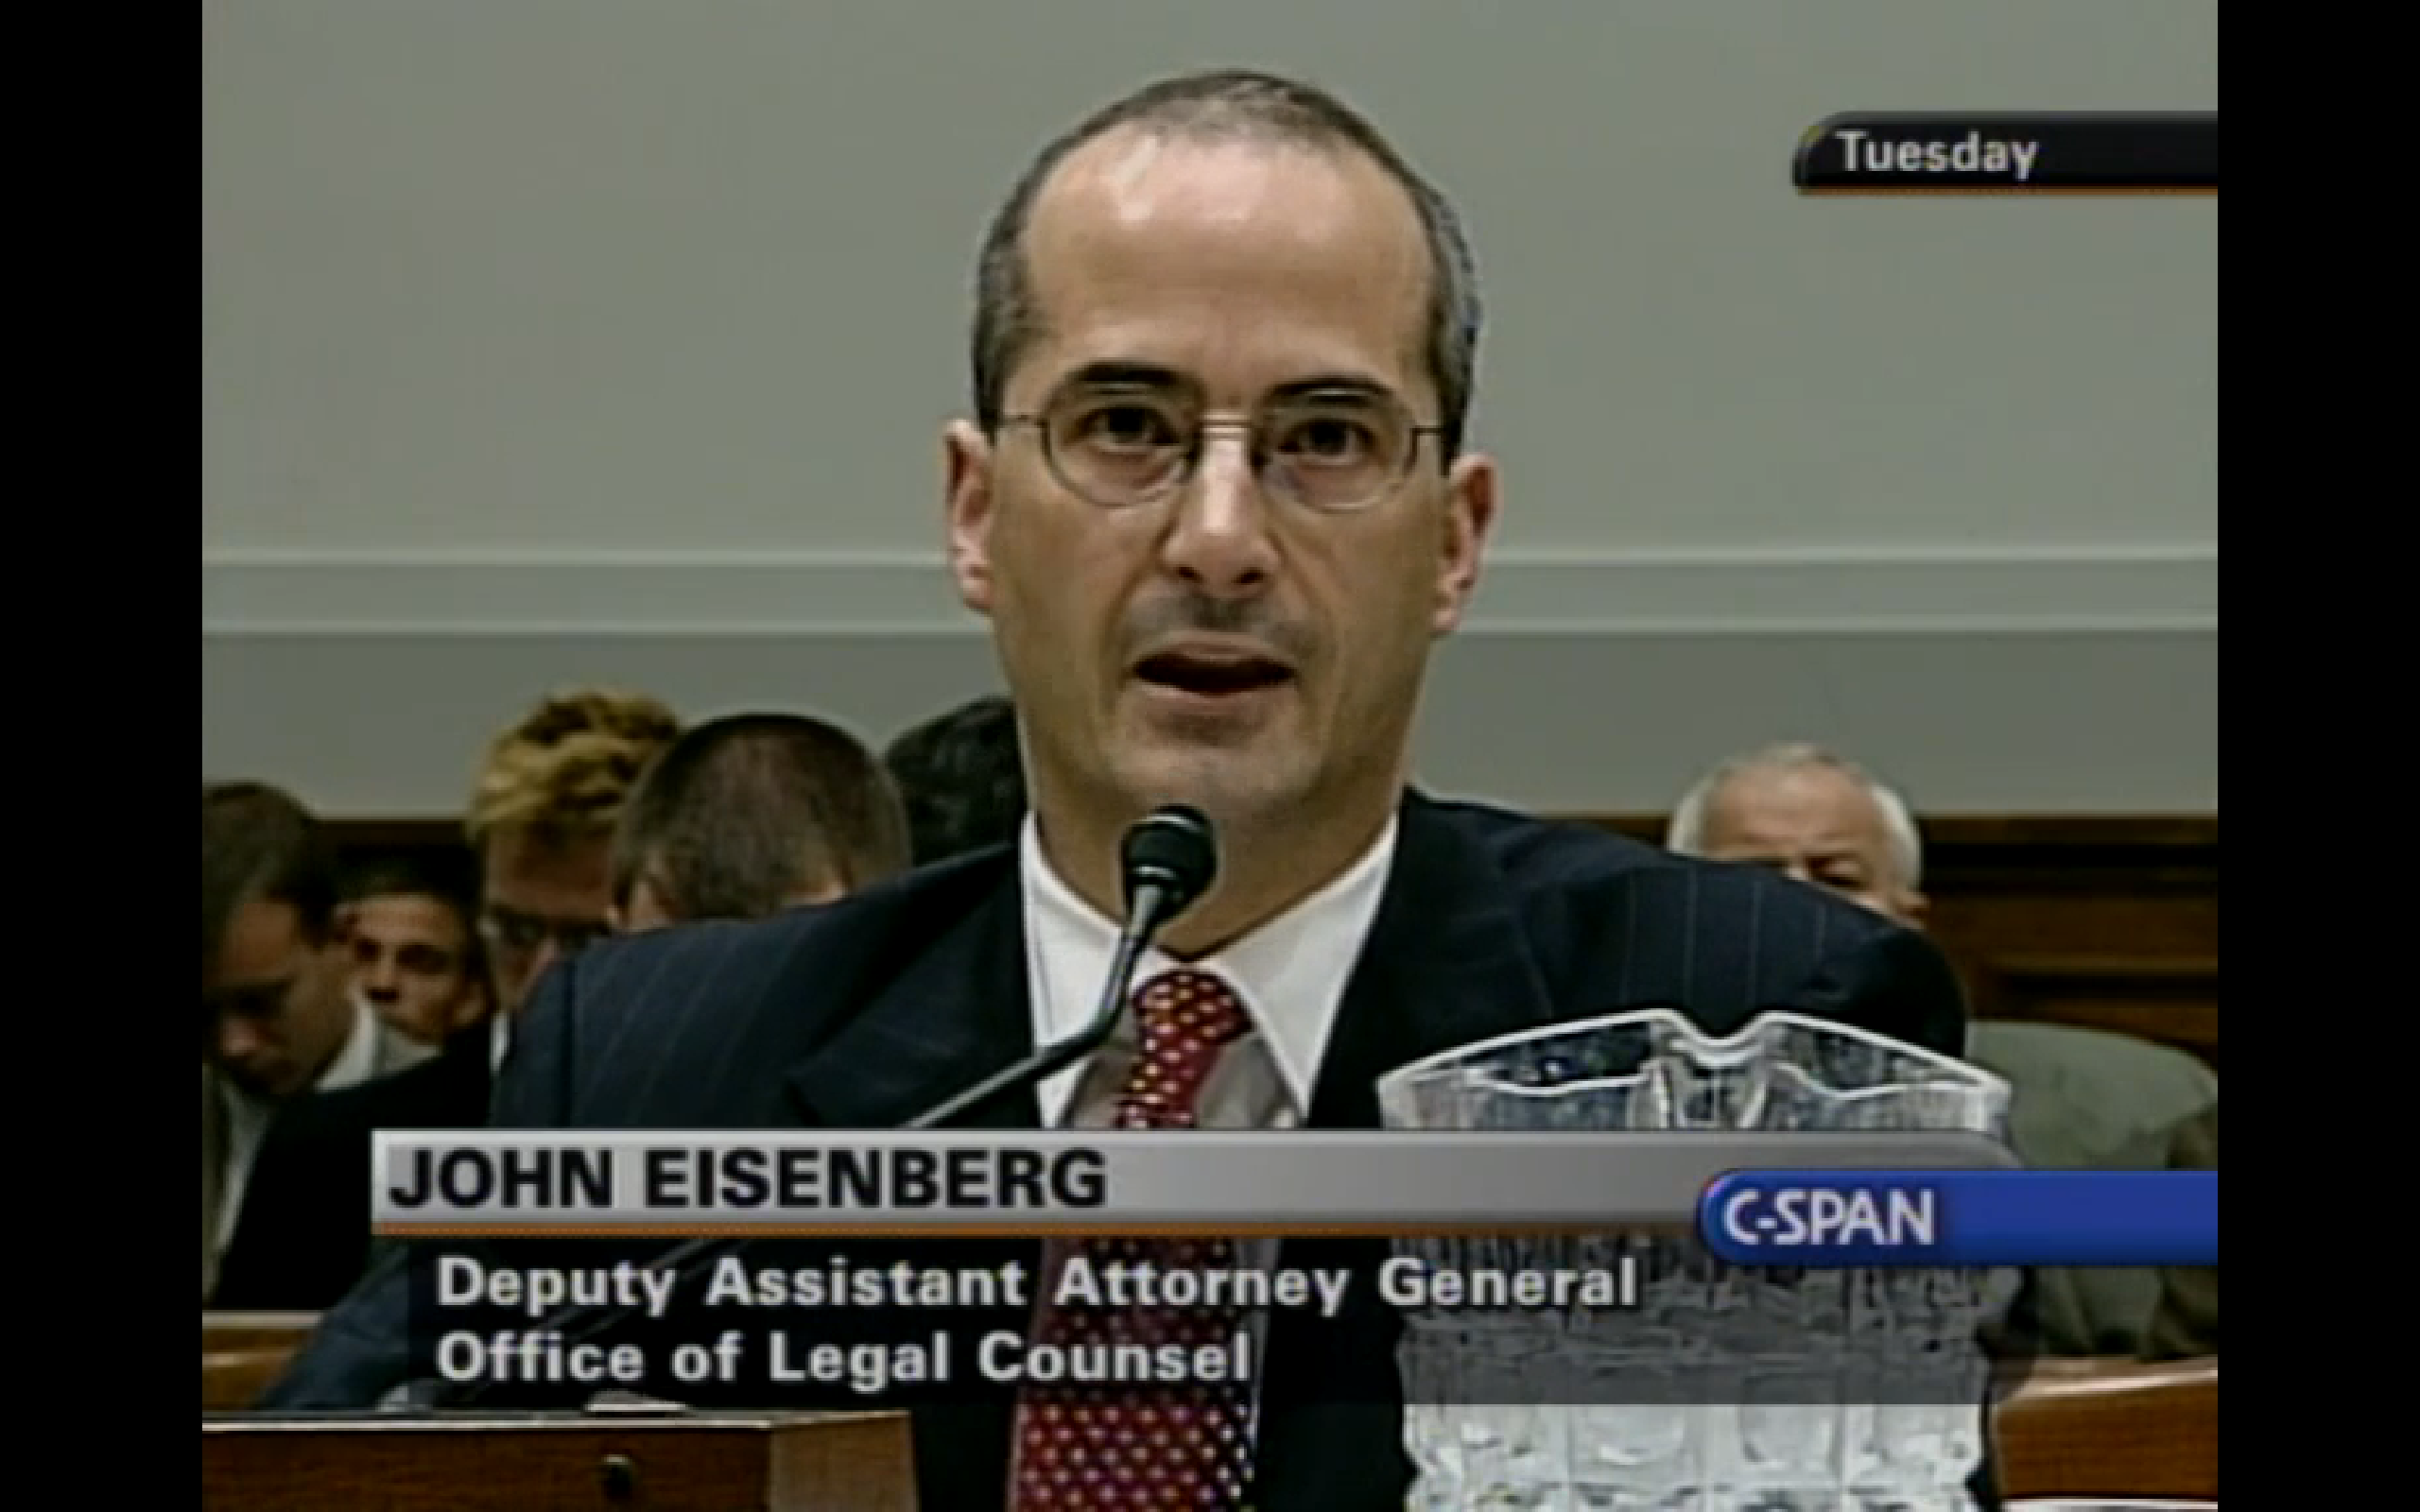 Tuesday
JOHN EISENBERG
C-SPAN
Deputy Assistant Attorney General
Office of Legal Counsel